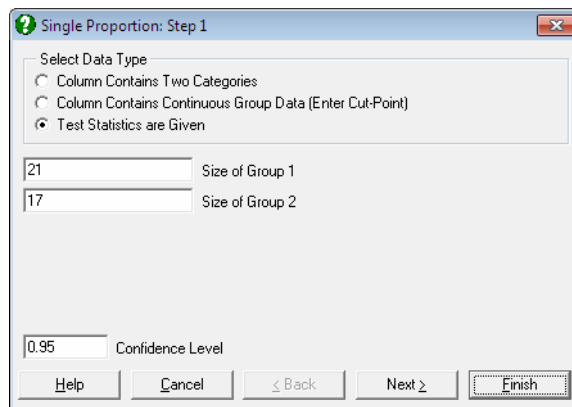 Single Proportion: Step 1
Select Data Type
Column Contains Two Categories
Column Contains Continuous Group Data (Enter Cut-Point)
Test Statistics are Given
21 Size of Group 1
17 Size of Group 2
0.95 Confidence Level
Help Cancel < Back Next > Finish